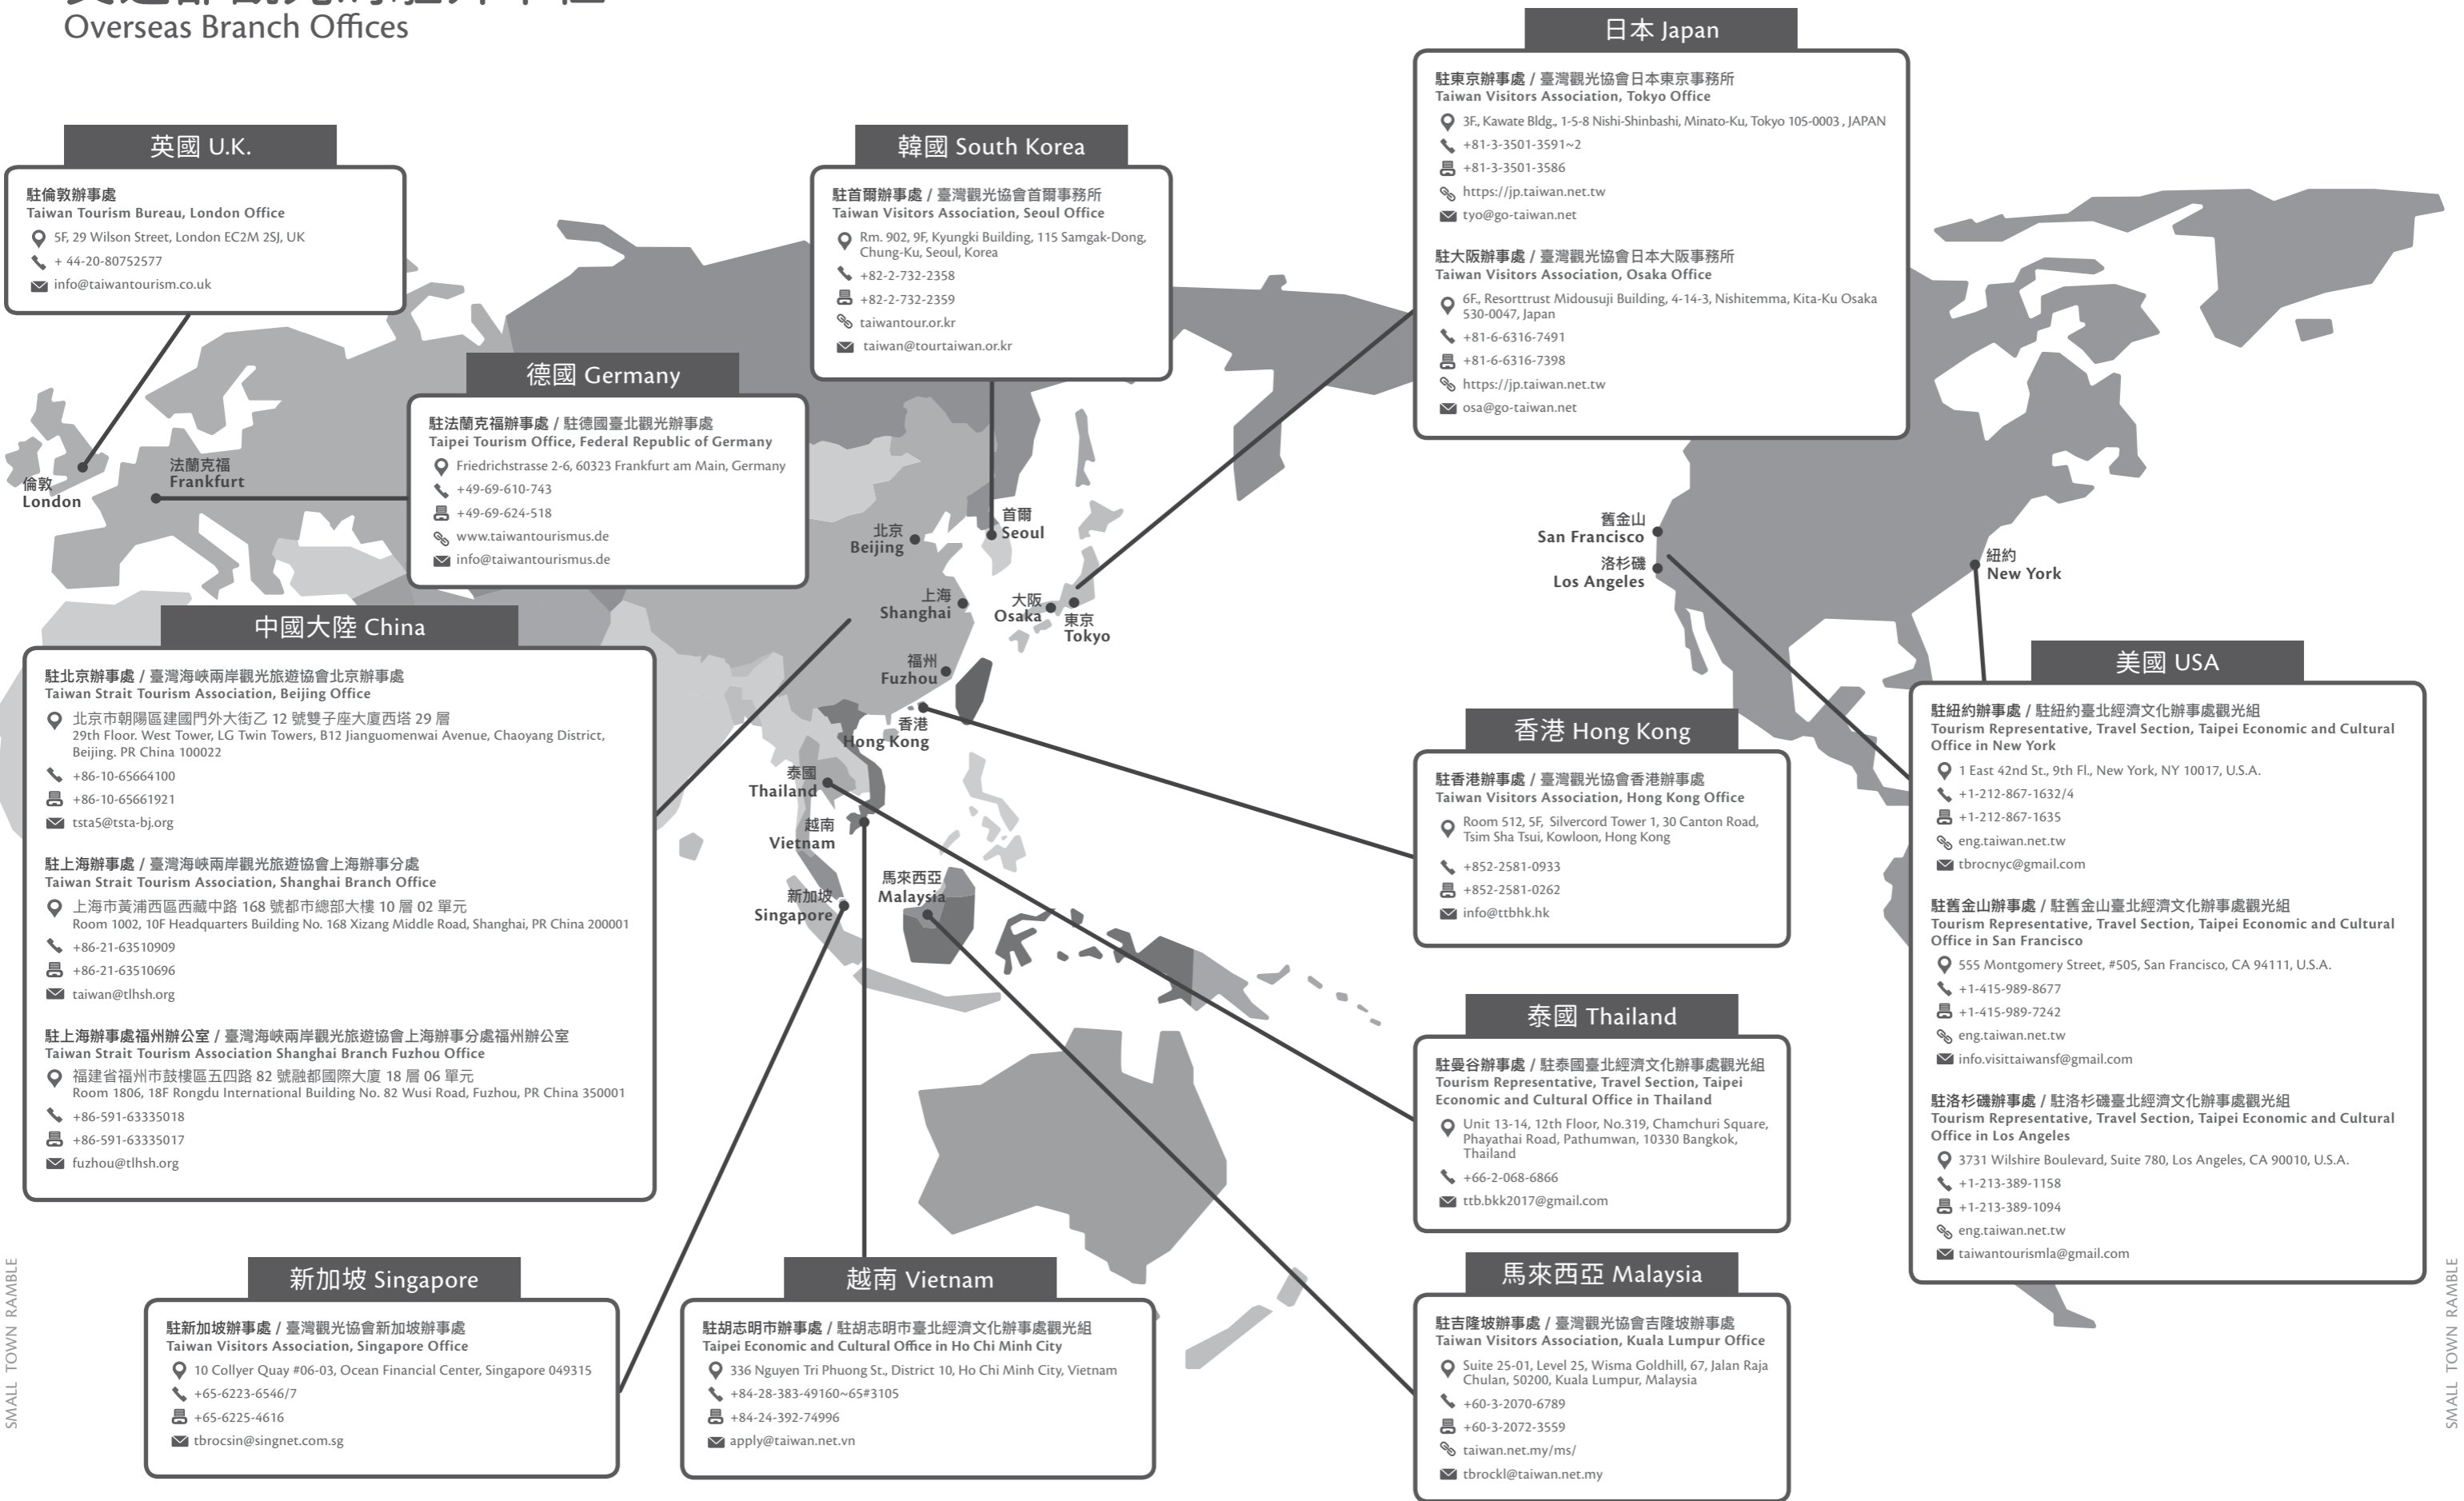 Overseas Branch Offices
英國 U.K.
駐倫敦辦事處
Taiwan Tourism Bureau, London Office
5F, 29 Wilson Street, London EC2M 2SJ, UK
+ 44-20-80752577
info@taiwantourism.co.uk
德國 Germany
駐法蘭克福辦事處 / 駐德國臺北觀光辦事處
Taipei Tourism Office, Federal Republic of Germany
Friedrichstrasse 2-6, 60323 Frankfurt am Main, Germany
+49-69-610-743
+49-69-624-518
www.taiwantourismus.de
info@taiwantourismus.de
韓國 South Korea
駐首爾辦事處 / 臺灣觀光協會首爾事務所
Taiwan Visitors Association, Seoul Office
Rm. 902, 9F, Kyungki Building, 115 Samgak-Dong,
Chung-Ku, Seoul, Korea
+82-2-732-2358
+82-2-732-2359
taiwantour.or.kr
taiwan@tourtaiwan.or.kr
日本 Japan
駐東京辦事處 / 臺灣觀光協會日本東京事務所
Taiwan Visitors Association, Tokyo Office
3F., Kawate Bldg., 1-5-8 Nishi-Shinbashi, Minato-Ku, Tokyo 105-0003 , JAPAN
+81-3-3501-3591~2
+81-3-3501-3586
https://jp.taiwan.net.tw
tyo@go-taiwan.net
駐大阪辦事處 / 臺灣觀光協會日本大阪事務所
Taiwan Visitors Association, Osaka Office
6F., Resorttrust Midousuji Building, 4-14-3, Nishitemma, Kita-Ku Osaka
530-0047, Japan
+81-6-6316-7491
+81-6-6316-7398
https://jp.taiwan.net.tw
osa@go-taiwan.net
倫敦
London
法蘭克福
Frankfurt
北京
Beijing
首爾
Seoul
上海
Shanghai
大阪
Osaka
東京
Tokyo
福州
Fuzhou
香港
Hong Kong
泰國
Thailand
越南
Vietnam
新加坡
Singapore
馬來西亞
Malaysia
舊金山
San Francisco
洛杉磯
Los Angeles
紐約
New York
中國大陸 China
駐北京辦事處 / 臺灣海峽兩岸觀光旅遊協會北京辦事處
Taiwan Strait Tourism Association, Beijing Office
北京市朝陽區建國門外大街乙 12 號雙子座大廈西塔 29 層
29th Floor. West Tower, LG Twin Towers, B12 Jianguomenwai Avenue, Chaoyang District,
Beijing. PR China 100022
+86-10-65664100
+86-10-65661921
tsta5@tsta-bj.org
駐上海辦事處 / 臺灣海峽兩岸觀光旅遊協會上海辦事分處
Taiwan Strait Tourism Association, Shanghai Branch Office
上海市黃浦西區西藏中路 168 號都市總部大樓 10 層 02 單元
Room 1002, 10F Headquarters Building No. 168 Xizang Middle Road, Shanghai, PR China 200001
+86-21-63510909
+86-21-63510696
taiwan@tlhsh.org
駐上海辦事處福州辦公室 / 臺灣海峽兩岸觀光旅遊協會上海辦事分處福州辦公室
Taiwan Strait Tourism Association Shanghai Branch Fuzhou Office
福建省福州市鼓樓區五四路 82 號融都國際大廈 18 層 06 單元
Room 1806, 18F Rongdu International Building No. 82 Wusi Road, Fuzhou, PR China 350001
+86-591-63335018
+86-591-63335017
fuzhou@tlhsh.org
香港 Hong Kong
駐香港辦事處 / 臺灣觀光協會香港辦事處
Taiwan Visitors Association, Hong Kong Office
Room 512, 5F, Silvercord Tower 1, 30 Canton Road,
Tsim Sha Tsui, Kowloon, Hong Kong
+852-2581-0933
+852-2581-0262
info@ttbhk.hk
美國 USA
駐紐約辦事處 / 駐紐約臺北經濟文化辦事處觀光組
Tourism Representative, Travel Section, Taipei Economic and Cultural
Office in New York
1 East 42nd St., 9th Fl., New York, NY 10017, U.S.A.
+1-212-867-1632/4
+1-212-867-1635
eng.taiwan.net.tw
tbrocnyc@gmail.com
駐舊金山辦事處 / 駐舊金山臺北經濟文化辦事處觀光組
Tourism Representative, Travel Section, Taipei Economic and Cultural
Office in San Francisco
555 Montgomery Street, #505, San Francisco, CA 94111, U.S.A.
+1-415-989-8677
+1-415-989-7242
eng.taiwan.net.tw
info.visittaiwansf@gmail.com
駐洛杉磯辦事處 / 駐洛杉磯臺北經濟文化辦事處觀光組
Tourism Representative, Travel Section, Taipei Economic and Cultural
Office in Los Angeles
3731 Wilshire Boulevard, Suite 780, Los Angeles, CA 90010, U.S.A.
+1-213-389-1158
+1-213-389-1094
eng.taiwan.net.tw
taiwantourismla@gmail.com
泰國 Thailand
駐曼谷辦事處 / 駐泰國臺北經濟文化辦事處觀光組
Tourism Representative, Travel Section, Taipei
Economic and Cultural Office in Thailand
Unit 13-14, 12th Floor, No.319, Chamchuri Square,
Phayathai Road, Pathumwan, 10330 Bangkok,
Thailand
+66-2-068-6866
ttb.bkk2017@gmail.com
新加坡 Singapore
駐新加坡辦事處 / 臺灣觀光協會新加坡辦事處
Taiwan Visitors Association, Singapore Office
10 Collyer Quay #06-03, Ocean Financial Center, Singapore 049315
+65-6223-6546/7
+65-6225-4616
tbrocsin@singnet.com.sg
越南 Vietnam
駐胡志明市辦事處 / 駐胡志明市臺北經濟文化辦事處觀光組
Taipei Economic and Cultural Office in Ho Chi Minh City
336 Nguyen Tri Phuong St., District 10, Ho Chi Minh City, Vietnam
+84-28-383-49160~65#3105
+84-24-392-74996
apply@taiwan.net.vn
馬來西亞 Malaysia
駐吉隆坡辦事處 / 臺灣觀光協會吉隆坡辦事處
Taiwan Visitors Association, Kuala Lumpur Office
Suite 25-01, Level 25, Wisma Goldhill, 67, Jalan Raja
Chulan, 50200, Kuala Lumpur, Malaysia
+60-3-2070-6789
+60-3-2072-3559
taiwan.net.my/ms/
tbrockl@taiwan.net.my
SMALL TOWN RAMBLE
SMALL TOWN RAMBLE